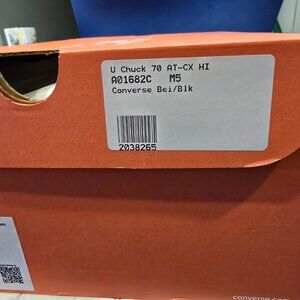 U Chuck 70 AT-CX HI
A01682C M5
Converse Bei/Blk
2038265
converse.com